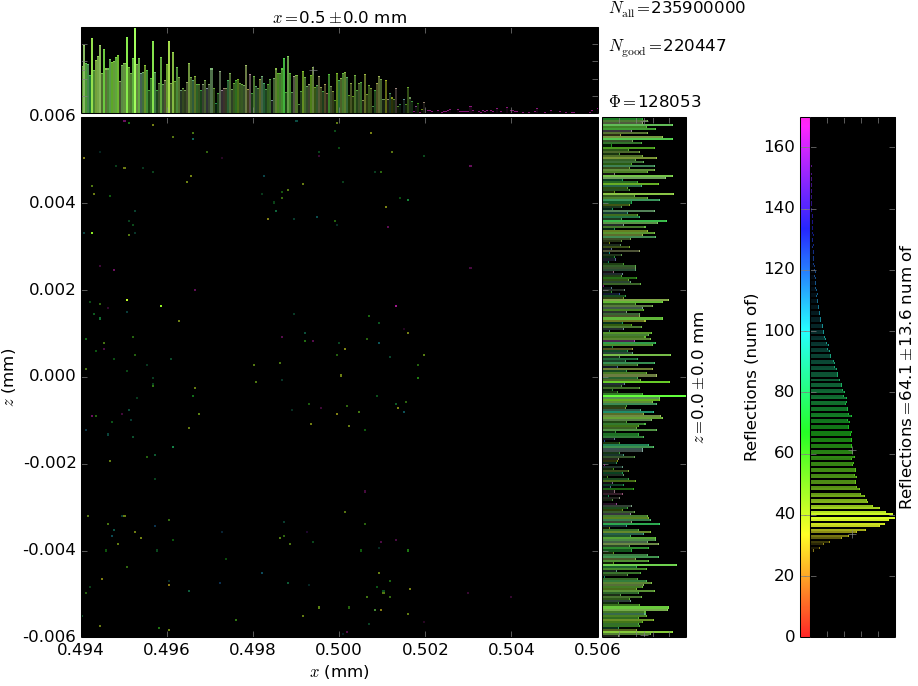 x=0.5±0.0 mm
N_all=235900000
N_good=220447
Φ=128053
0.006
0.004
0.002
0.000
-0.002
-0.004
-0.006
z (mm)
0.494 0.496 0.498 0.500 0.502 0.504 0.506
x (mm)
z=0.0±0.0 mm
160
140
120
100
80
60
40
20
0
Reflections (num of)
Reflections=64.1±13.6 num of